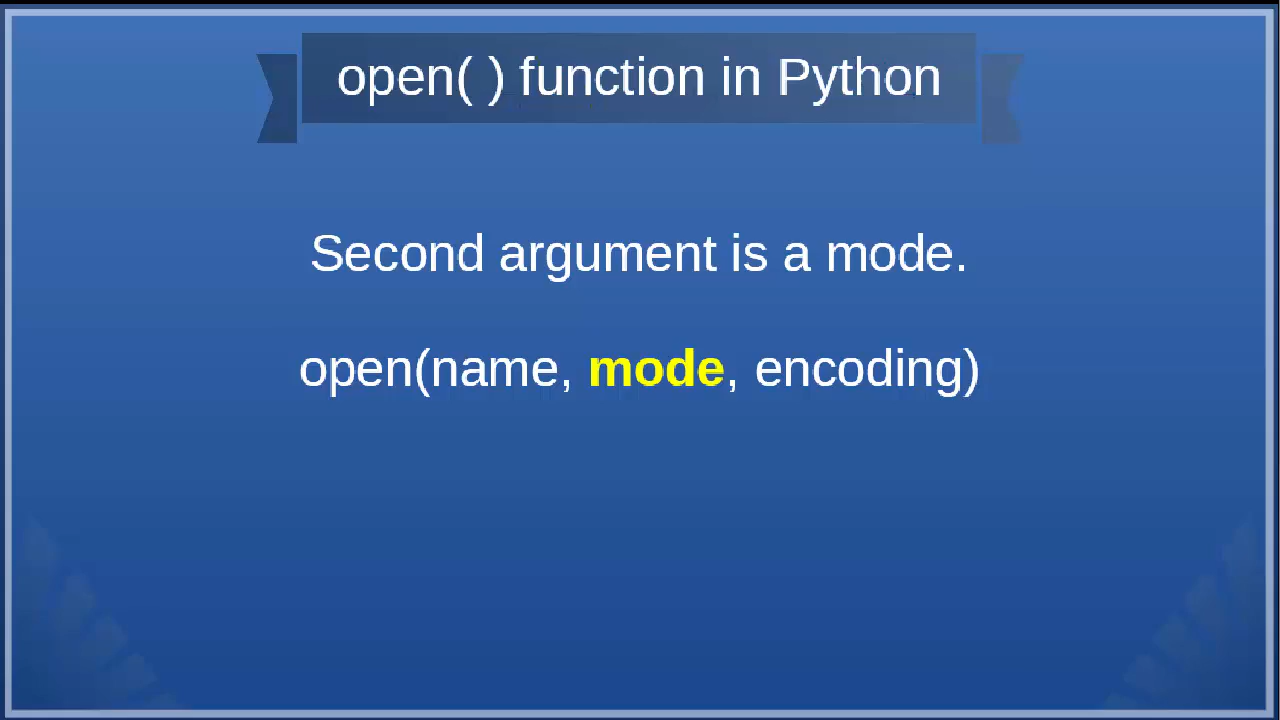 open( ) function in Python
Second argument is a mode.
open(name, mode, encoding)